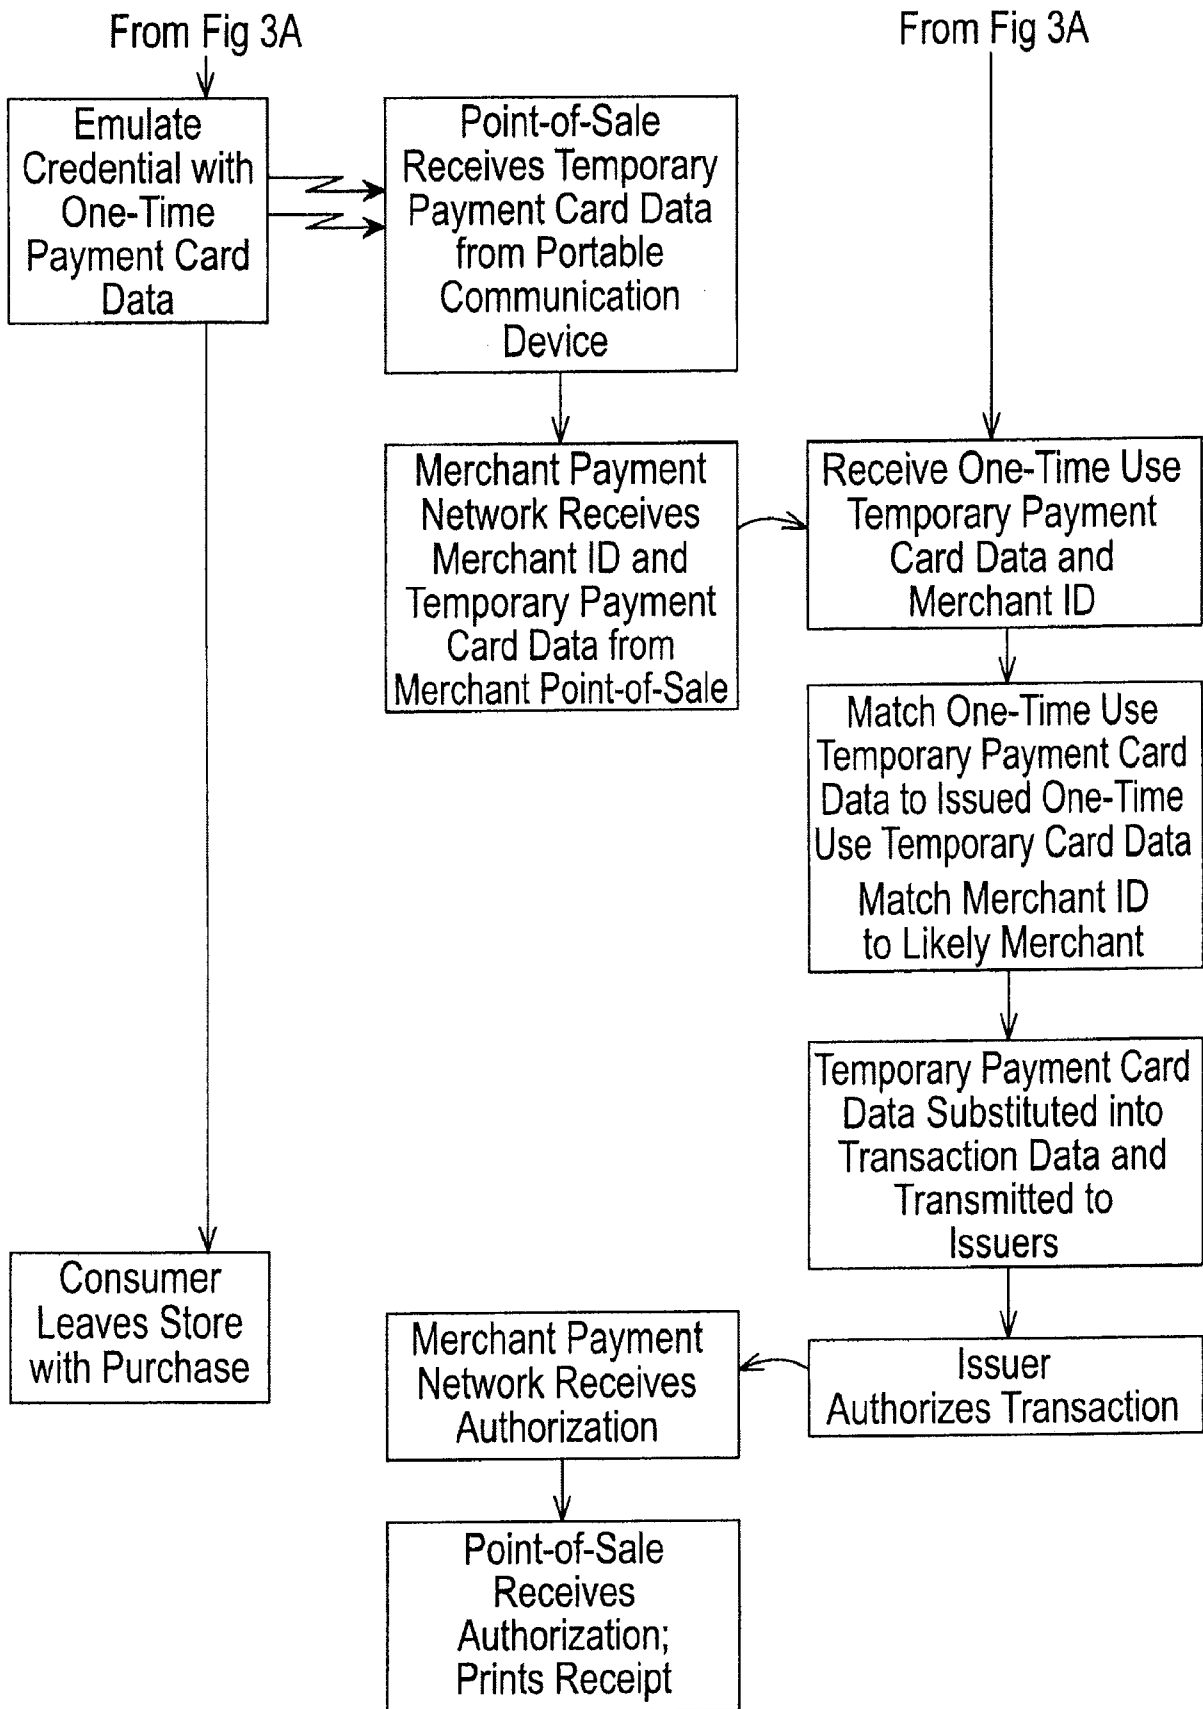 From Fig 3A
From Fig 3A
Emulate
Credential with
One-Time
Payment Card
Data
Point-of-Sale
Receives Temporary
Payment Card Data
from Portable
Communication
Device
Merchant Payment
Network Receives
Merchant ID and
Temporary Payment
Card Data from
Merchant Point-of-Sale
Receive One-Time Use
Temporary Payment
Card Data and
Merchant ID
Match One-Time Use
Temporary Payment Card
Data to Issued One-Time
Use Temporary Card Data
Match Merchant ID
to Likely Merchant
Temporary Payment Card
Data Substituted into
Transaction Data and
Transmitted to
Issuers
Consumer
Leaves Store
with Purchase
Merchant Payment
Network Receives
Authorization
Issuer
Authorizes Transaction
Point-of-Sale
Receives
Authorization;
Prints Receipt